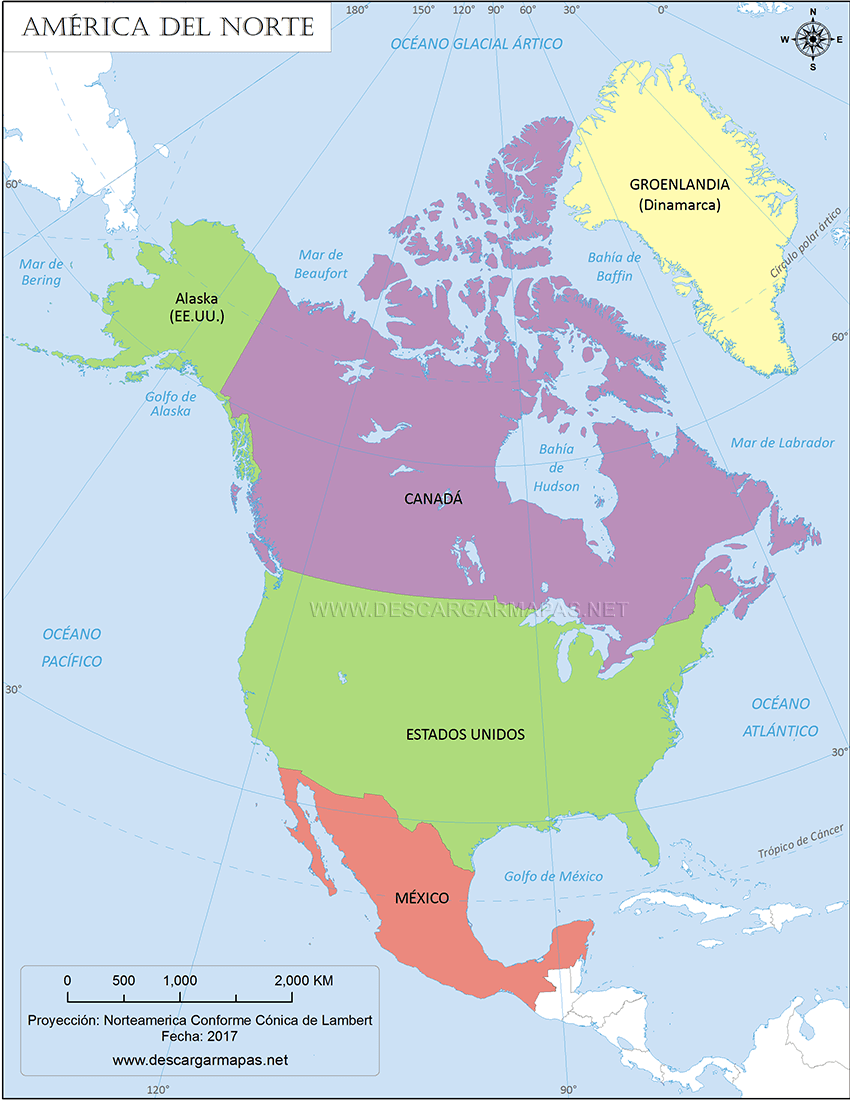 AMÉRICA DEL NORTE
180°
150°
120°
90°
60°
30°
0°
N
W
E
S
OCÉANO GLACIAL ÁRTICO
60°
GROENLANDIA
(Dinamarca)
Círculo polar ártico
Mar de
Bering
Mar de
Beaufort
Bahía de
Baffin
Alaska
(EE.UU.)
60°
Golfo de
Alaska
Mar de Labrador
Bahía
de
Hudson
CANADÁ
WWW.DESCARGARMAPAS.NET
OCÉANO
PACÍFICO
30°
OCÉANO
ATLÁNTICO
ESTADOS UNIDOS
30°
Trópico de Cáncer
Golfo de México
MÉXICO
0
500
1,000
2,000 KM
Proyección: Norteamerica Conforme Cónica de Lambert
Fecha: 2017
www.descargarmapas.net
120°
90°